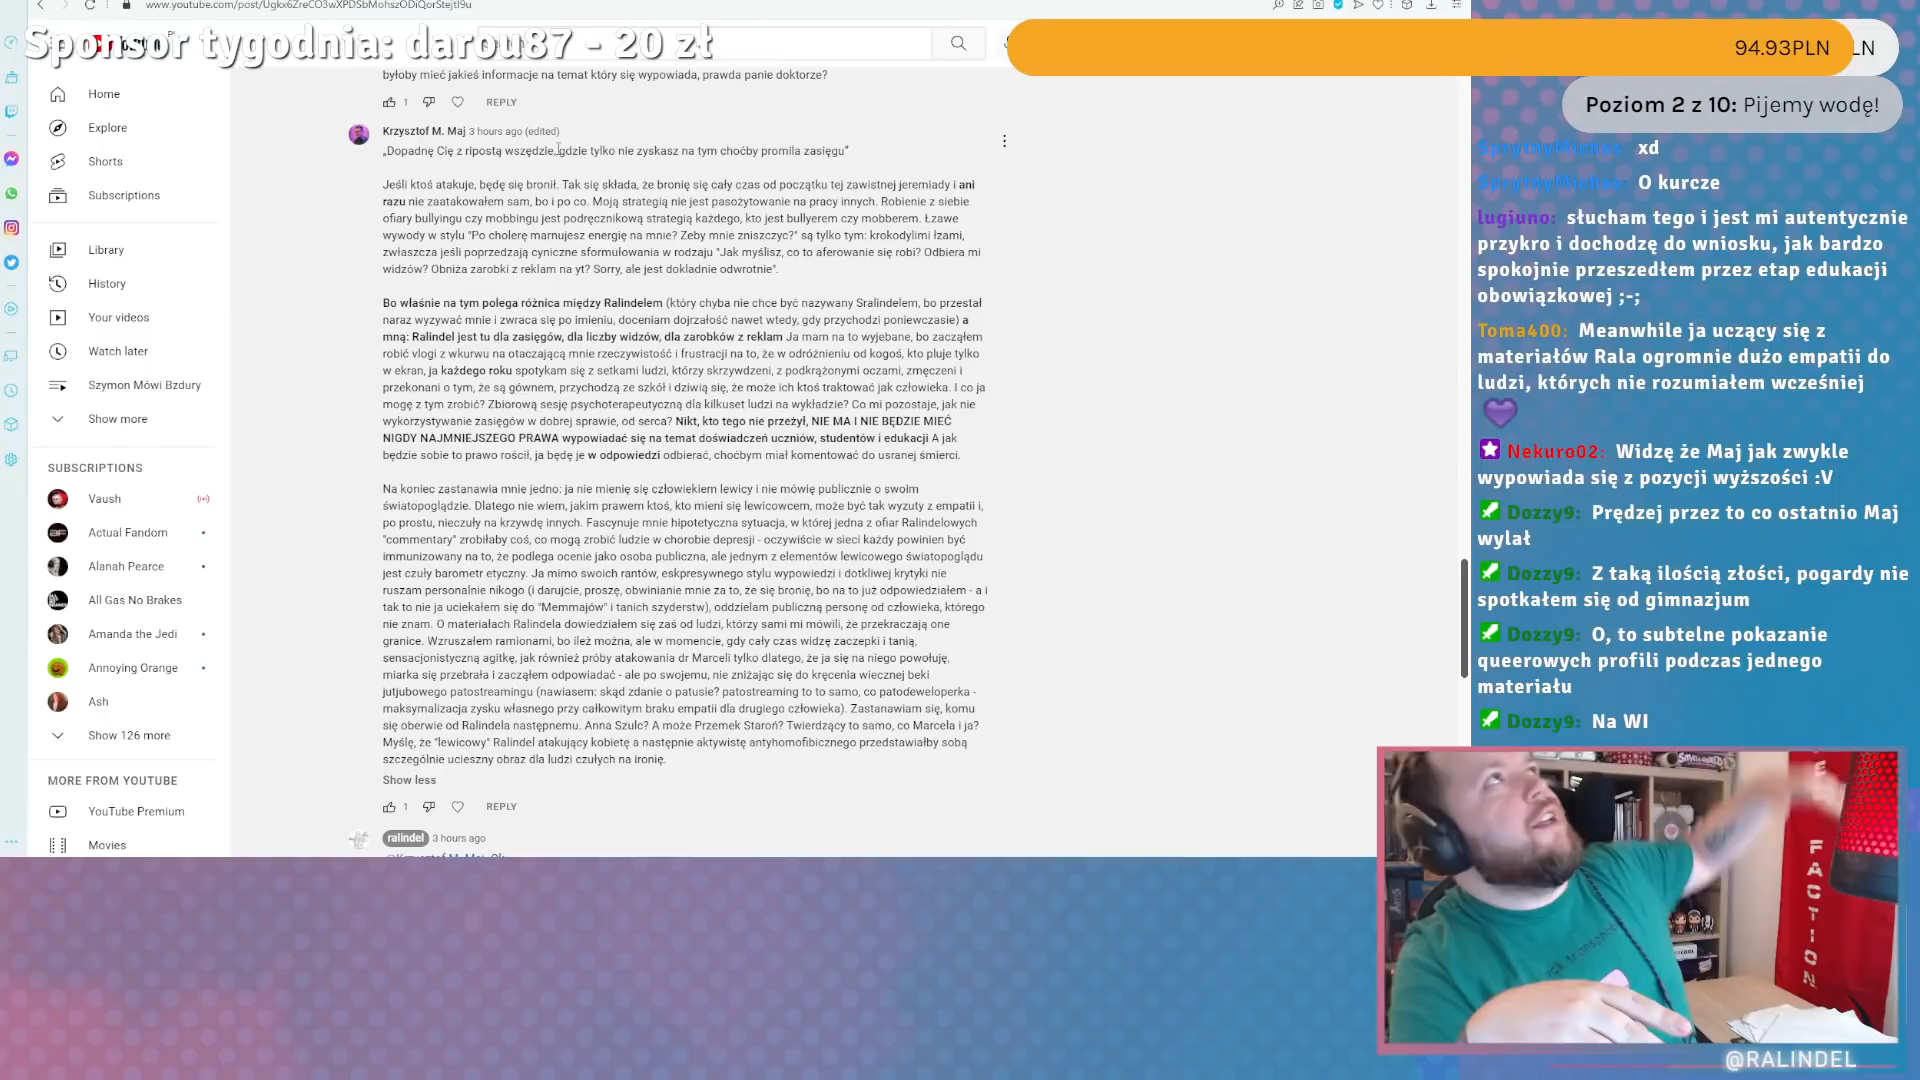 www.youtube.com/post/Ugkx6ZreCO3wXPDSbMohszODiQorStejtI9u
Sponsor tygodnia: darou87 - 20 zł
94.93PLN
LN
Poziom 2 z 10: Pijemy wodę!
Home
Explore
Shorts
Subscriptions
Library
History
Your videos
Watch later
Szymon Mówi Bzdury
Show more
SUBSCRIPTIONS
Vaush
Actual Fandom
Alanah Pearce
All Gas No Brakes
Amanda the Jedi
Annoying Orange
Ash
Show 126 more
MORE FROM YOUTUBE
YouTube Premium
Movies
byłoby mieć jakieś informacje na temat który się wypowiada, prawda panie doktorze?
1 REPLY
Krzysztof M. Maj 3 hours ago (edited)
„Dopadnę Cię z ripostą wszędzie,gdzie tylko nie zyskasz na tym choćby promila zasięgu“
Jeśli ktoś atakuje, będę się bronił. Tak się składa, że bronię się cały czas od początku tej zawistnej jeremiady i ani
razu nie zaatakowałem sam, bo i po co. Moją strategią nie jest pasożytowanie na pracy innych. Robienie z siebie
ofiary bullyingu czy mobbingu jest podręcznikową strategią każdego, kto jest bullyerem czy mobberem. Łzawe
wywody w stylu "Po cholerę marnujesz energię na mnie? Zeby mnie zniszczyc?" są tylko tym: krokodylimi łzami,
zwłaszcza jeśli poprzedzają cyniczne sformułowania w rodzaju "Jak myślisz, co to aferowanie się robi? Odbiera mi
widzów? Obniża zarobki z reklam na yt? Sorry, ale jest dokladnie odwrotnie".
Bo właśnie na tym polega różnica między Ralindelem (który chyba nie chce być nazywany Sralindelem, bo przestał
naraz wyzywać mnie i zwraca się po imieniu, doceniam dojrzałość nawet wtedy, gdy przychodzi poniewczasie) a
mną: Ralindel jest tu dla zasięgów, dla liczby widzów, dla zarobków z reklam Ja mam na to wyjebane, bo zacząłem
robić vlogi z wkurwu na otaczającą mnie rzeczywistość i frustracji na to, że w odróżnieniu od kogoś, kto pluje tylko
w ekran, ja każdego roku spotykam się z setkami ludzi, którzy skrzywdzeni, z podkrążonymi oczami, zmęczeni i
przekonani o tym, że są gównem, przychodzą ze szkół i dziwią się, że może ich ktoś traktować jak człowieka. I co ja
mogę z tym zrobić? Zbiorową sesję psychoterapeutyczną dla kilkuset ludzi na wykładzie? Co mi pozostaje, jak nie
wykorzystywanie zasięgów w dobrej sprawie, od serca? Nikt, kto tego nie przeżył, NIE MA I NIE BĘDZIE MIEĆ
NIGDY NAJMNIEJSZEGO PRAWA wypowiadać się na temat doświadczeń uczniów, studentów i edukacji A jak
będzie sobie to prawo rościł, ja będę je w odpowiedzi odbierać, choćbym miał komentować do usranej śmierci.
Na koniec zastanawia mnie jedno: ja nie mienię się człowiekiem lewicy i nie mówię publicznie o swoim
światopoglądzie. Dlatego nie wiem, jakim prawem ktoś, kto mieni się lewicowcem, może być tak wyzuty z empatii i,
po prostu, nieczuły na krzywdę innych. Fascynuje mnie hipotetyczna sytuacja, w której jedna z ofiar Ralindelowych
"commentary" zrobiłaby coś, co mogą zrobić ludzie w chorobie depresji - oczywiście w sieci każdy powinien być
immunizowany na to, że podlega ocenie jako osoba publiczna, ale jednym z elementów lewicowego światopoglądu
jest czuły barometr etyczny. Ja mimo swoich rantów, eskpresywnego stylu wypowiedzi i dotkliwej krytyki nie
ruszam personalnie nikogo (i darujcie, proszę, obwinianie mnie za to, że się bronię, bo na to już odpowiedziałem - a i
tak to nie ja uciekałem się do "Memmajów" i tanich szyderstw), oddzielam publiczną personę od człowieka, którego
nie znam. O materiałach Ralindela dowiedziałem się zaś od ludzi, którzy sami mi mówili, że przekraczają one
granice. Wzruszałem ramionami, bo ileż można, ale w momencie, gdy cały czas widzę zaczepki i tanią,
sensacjonistyczną agitkę, jak również próby atakowania dr Marceli tylko dlatego, że ja się na niego powołuję,
miarka się przebrała i zacząłem odpowiadać - ale po swojemu, nie zniżając się do kręcenia wiecznej beki
jutjubowego patostreamingu (nawiasem: skąd zdanie o patusie? patostreaming to to samo, co patodeweloperka -
maksymalizacja zysku własnego przy całkowitym braku empatii dla drugiego człowieka). Zastanawiam się, komu
się oberwie od Ralindela następnemu. Anna Szulc? A może Przemek Staroń? Twierdzący to samo, co Marcela i ja?
Myślę, że "lewicowy" Ralindel atakujący kobietę a następnie aktywistę antyhomofibicznego przedstawiałby sobą
szczególnie ucieszny obraz dla ludzi czułych na ironię.
Show less
1 REPLY
ralindel 3 hours ago
@Krzysztof M. Maj Ok
SprytnyMichas: xd
SprytnyMichas: O kurcze
lugiuno: słucham tego i jest mi autentycznie
przykro i dochodzę do wniosku, jak bardzo
spokojnie przeszedłem przez etap edukacji
obowiązkowej ;-;
Toma400: Meanwhile ja uczący się z
materiałów Rala ogromnie dużo empatii do
ludzi, których nie rozumiałem wcześniej
Nekuro02: Widzę że Maj jak zwykle
wypowiada się z pozycji wyższości :V
Dozzy9: Prędzej przez to co ostatnio Maj
wylał
Dozzy9: Z taką ilością złości, pogardy nie
spotkałem się od gimnazjum
Dozzy9: O, to subtelne pokazanie
queerowych profili podczas jednego
materiału
Dozzy9: Na WI
FACTION
@RALINDEL